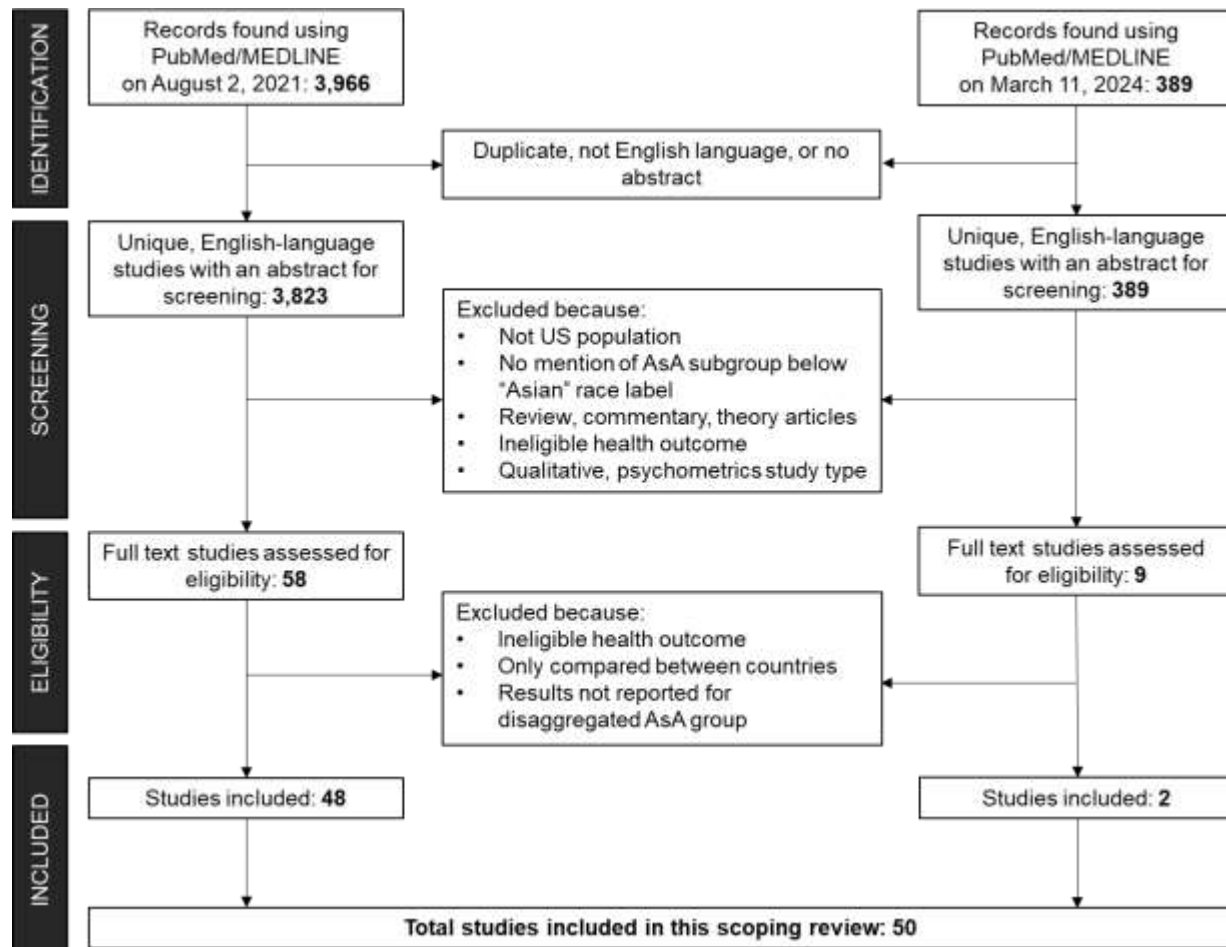 IDENTIFICATION
Records found using
PubMed/MEDLINE
on August 2, 2021: 3,966
Records found using
PubMed/MEDLINE
on March 11, 2024: 389
Duplicate, not English language, or no
abstract
SCREENING
Unique, English-language
studies with an abstract for
screening: 3,823
Unique, English-language
studies with an abstract for
screening: 389
Excluded because:
• Not US population
• No mention of AsA subgroup below
"Asian" race label
• Review, commentary, theory articles
• Ineligible health outcome
• Qualitative, psychometrics study type
ELIGIBILITY
Full text studies assessed for
eligibility: 58
Full text studies assessed
for eligibility: 9
Excluded because:
• Ineligible health outcome
• Only compared between countries
• Results not reported for
disaggregated AsA group
INCLUDED
Studies included: 48
Studies included: 2
Total studies included in this scoping review: 50